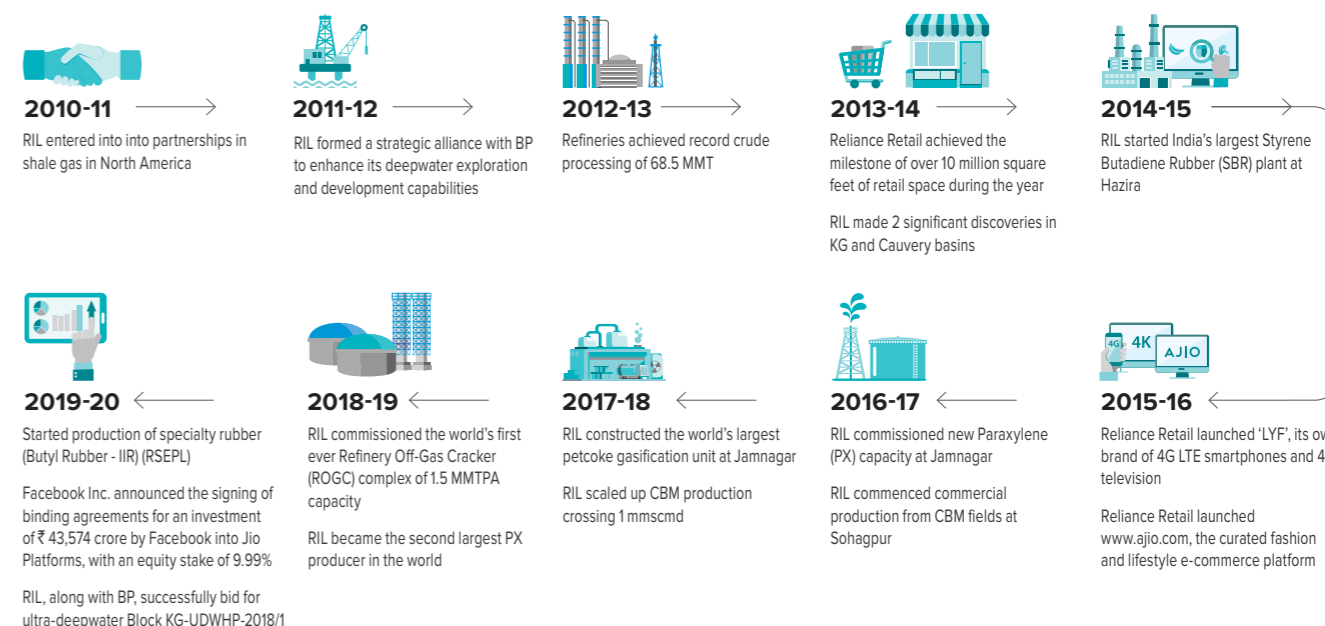 2010-11
RIL entered into into partnerships in
shale gas in North America
2011-12
RIL formed a strategic alliance with BP
to enhance its deepwater exploration
and development capabilities
2012-13
Refineries achieved record crude
processing of 68.5 MMT
2013-14
Reliance Retail achieved the
milestone of over 10 million square
feet of retail space during the year
RIL made 2 significant discoveries in
KG and Cauvery basins
2014-15
RIL started India's largest Styrene
Butadiene Rubber (SBR) plant at
Hazira
4G
4K
AJIO
2015-16
Reliance Retail launched 'LYF', its
brand of 4G LTE smartphones and
television
Reliance Retail launched
www.ajio.com, the curated fashion
and lifestyle e-commerce platform
2016-17
RIL commissioned new Paraxylene
(PX) capacity at Jamnagar
RIL commenced commercial
production from CBM fields at
Sohagpur
2017-18
RIL constructed the world's largest
petcoke gasification unit at Jamnagar
RIL scaled up CBM production
crossing 1 mmscmd
2018-19
RIL commissioned the world's first
ever Refinery Off-Gas Cracker
(ROGC) complex of 1.5 MMTPA
capacity
RIL became the second largest PX
producer in the world
2019-20
Started production of specialty rubber
(Butyl Rubber - IIR) (RSEPL)
Facebook Inc. announced the signing of
binding agreements for an investment
of ₹ 43,574 crore by Facebook into Jio
Platforms, with an equity stake of 9.99%
RIL, along with BP, successfully bid for
ultra-deepwater Block KG-UDWHP-2018/1